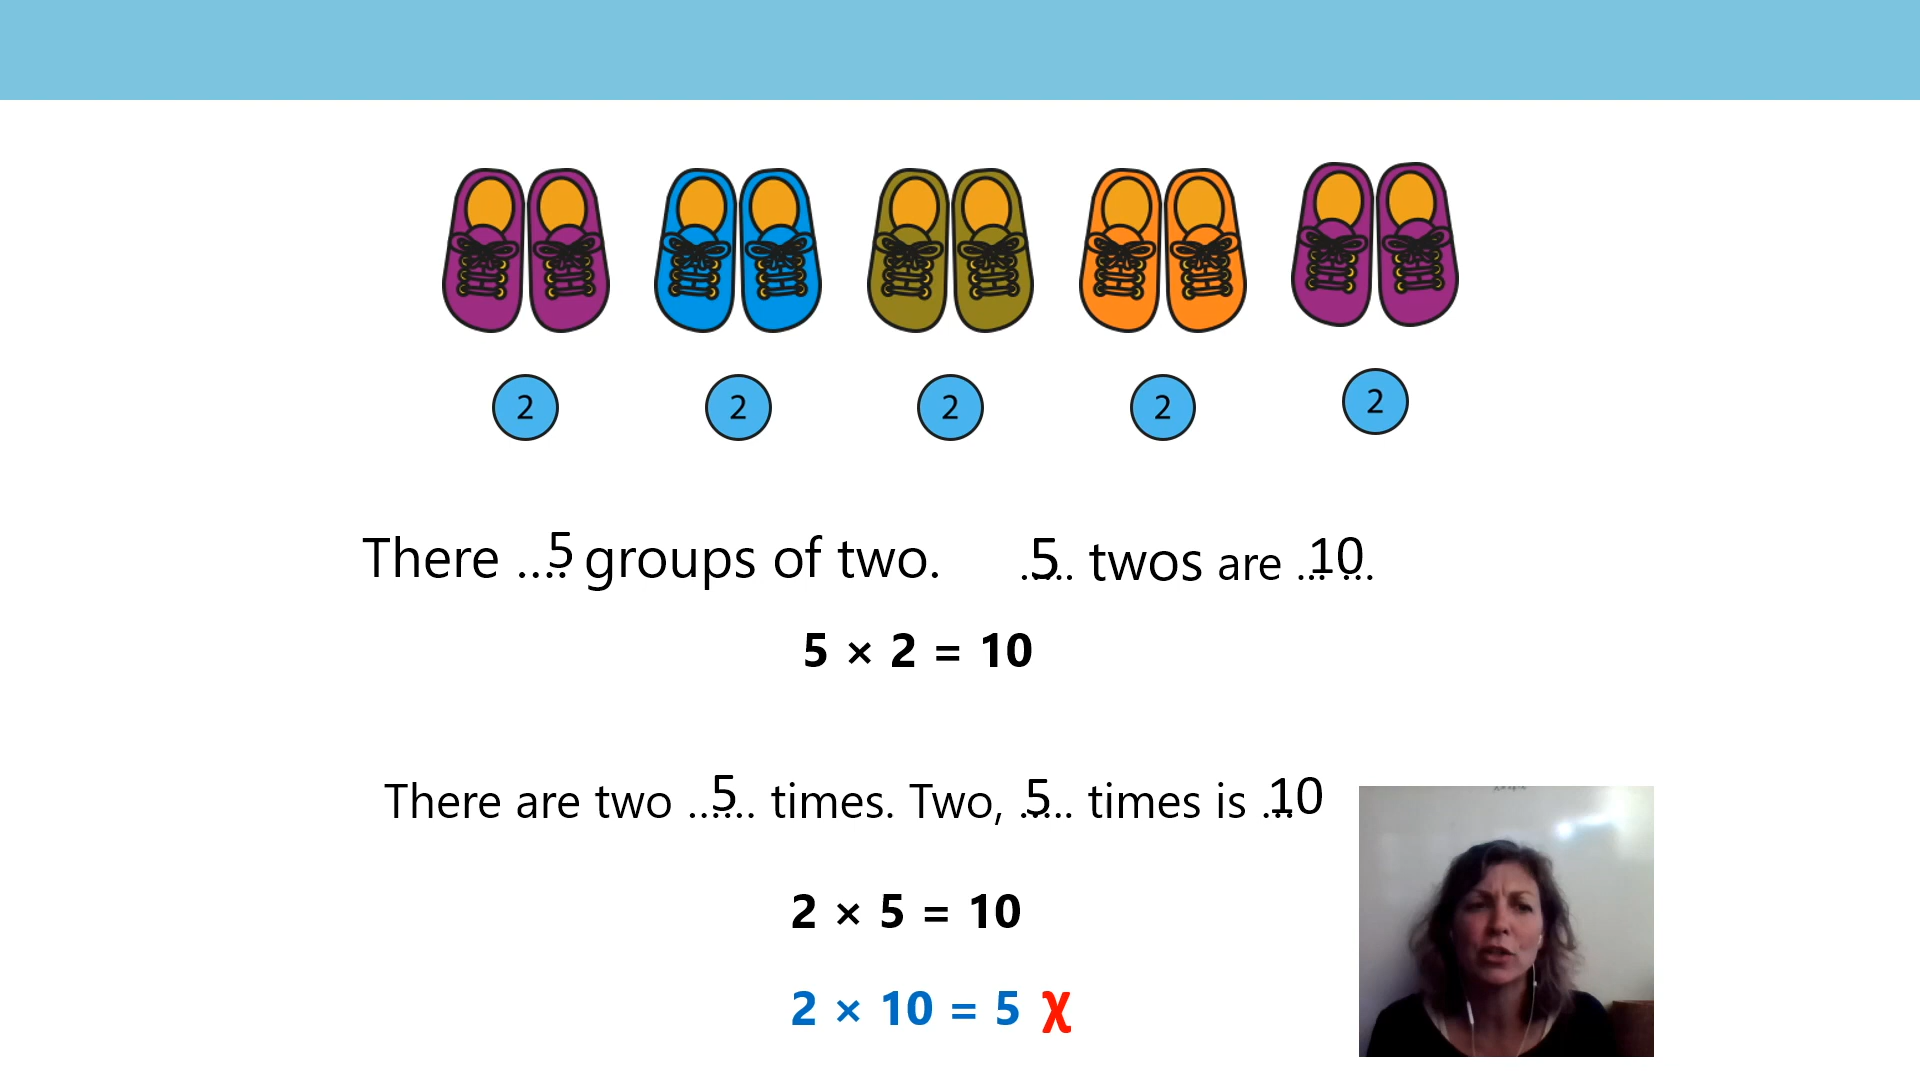 2 2 2 2 2
There ....5 groups of two. .5... twos are ...10...
5 × 2 = 10
There are two ...5... times. Two, ..5.. times is ...10
2 × 5 = 10
2 × 10 = 5 χ